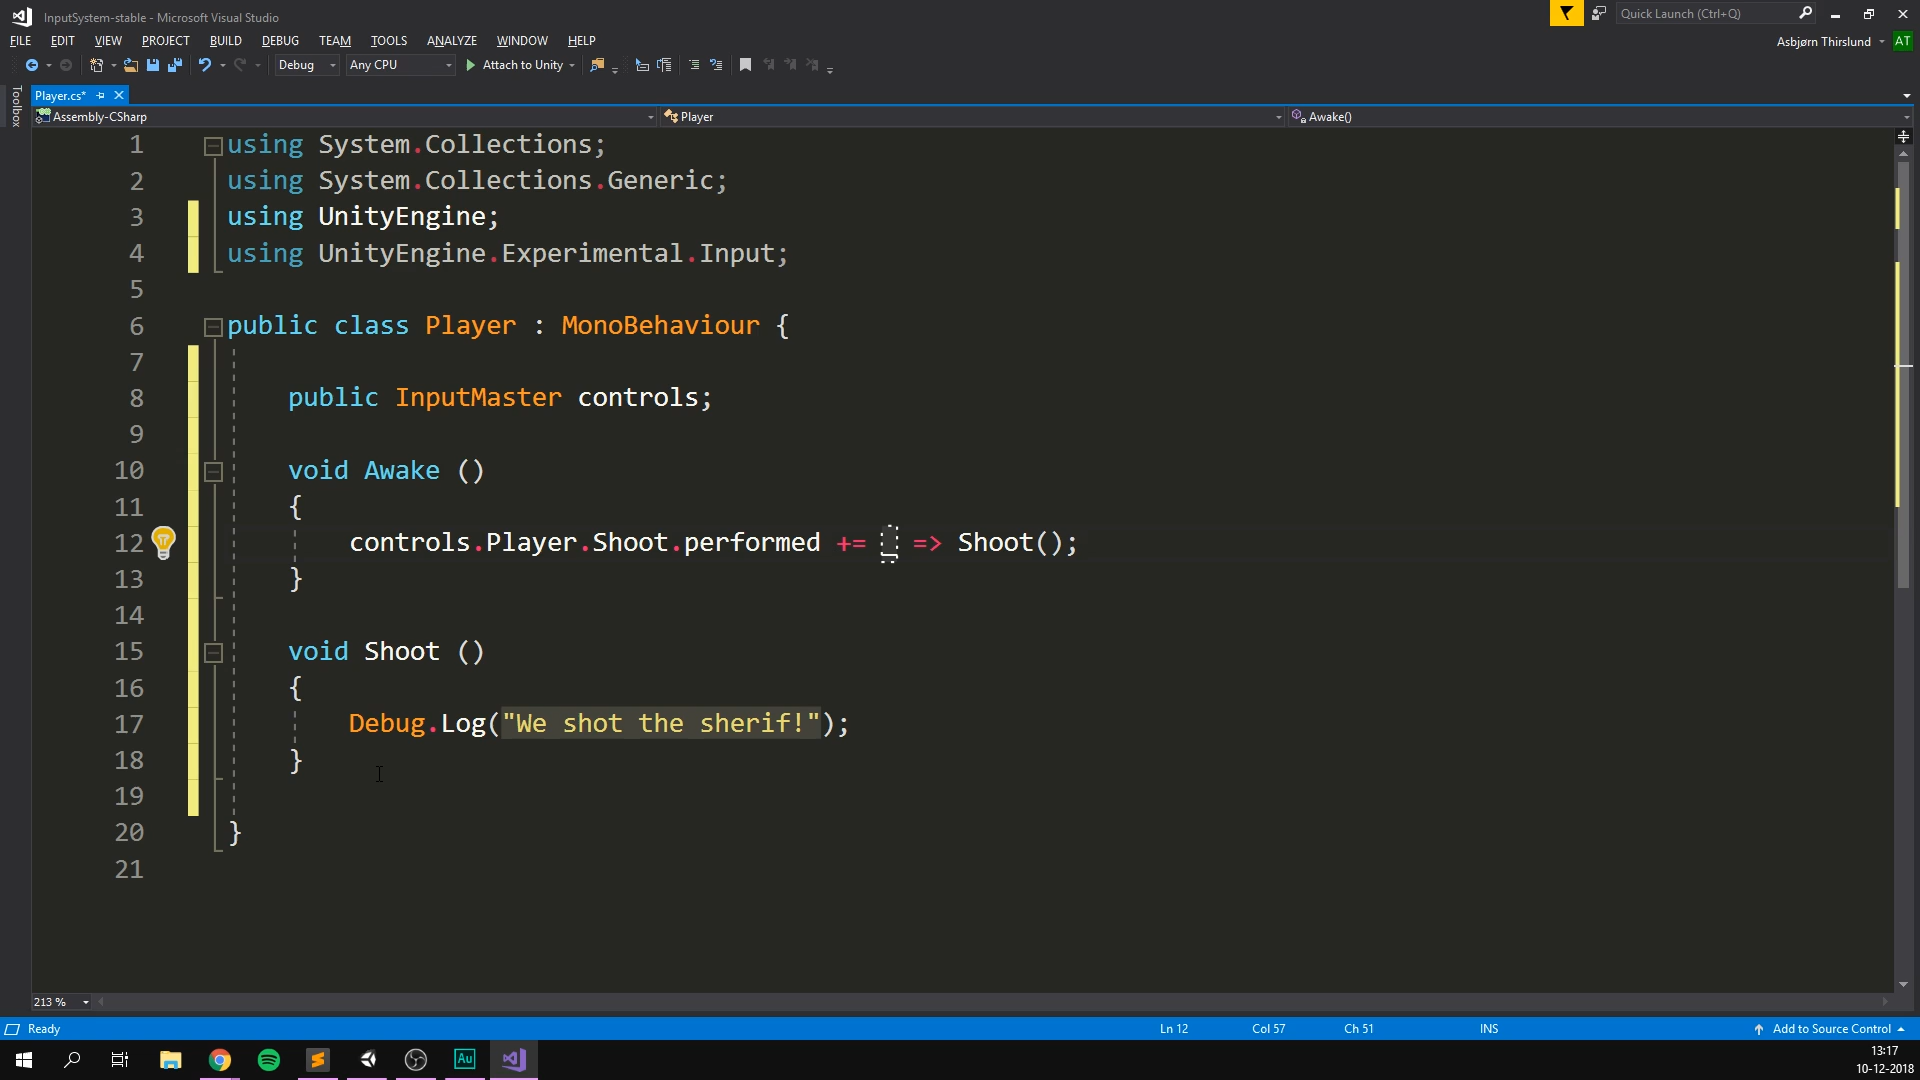 InputSystem-stable - Microsoft Visual Studio
Quick Launch (Ctrl+Q)
FILE EDIT VIEW PROJECT BUILD DEBUG TEAM TOOLS ANALYZE WINDOW HELP
Asbjørn Thirslund AT
Debug Any CPU Attach to Unity
Toolbox
Player.cs*
Assembly-CSharp Player Awake()
1 using System.Collections;
2 using System.Collections.Generic;
3 using UnityEngine;
4 using UnityEngine.Experimental.Input;
5
6 public class Player : MonoBehaviour {
7
8 public InputMaster controls;
9
10 void Awake ()
11 {
12 controls.Player.Shoot.performed += _ => Shoot();
13 }
14
15 void Shoot ()
16 {
17 Debug.Log("We shot the sherif!");
18 }
19
20 }
21
213 %
Ready Ln 12 Col 57 Ch 51 INS Add to Source Control
Au
13:17
10-12-2018